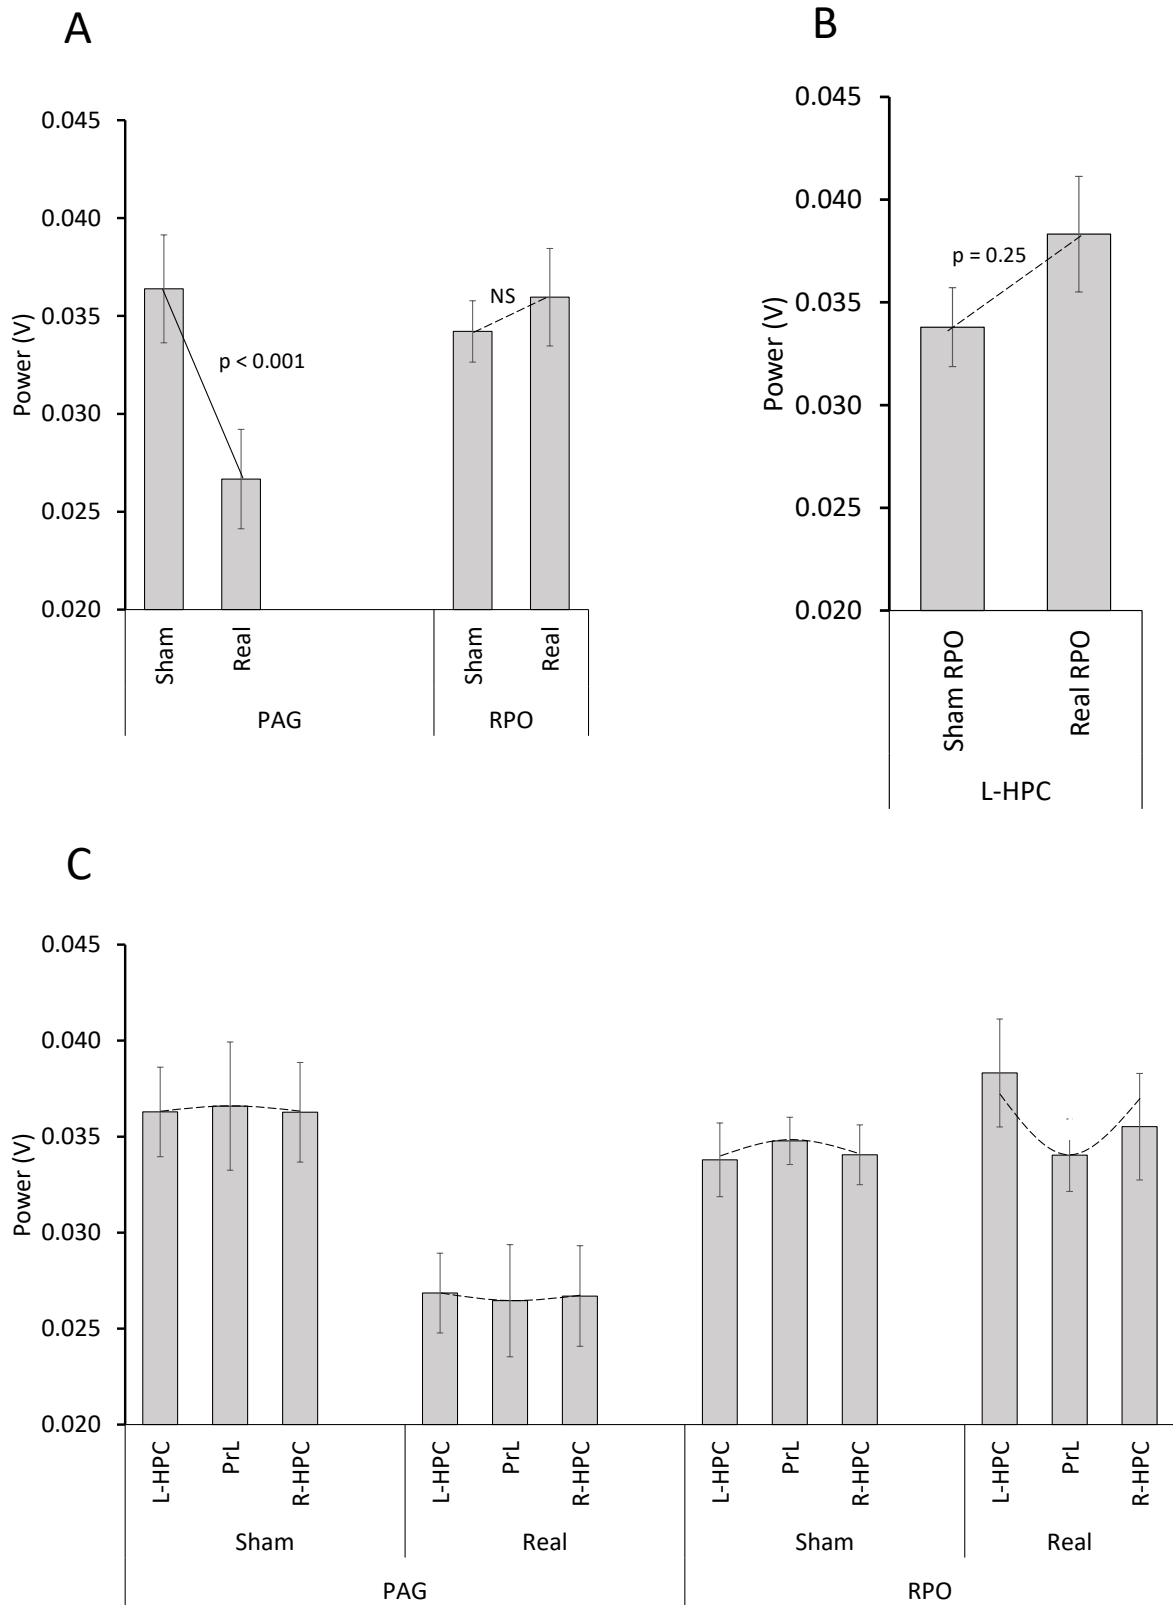 A
0.045
0.040
0.035
0.030
0.025
0.020
Power (V)
p < 0.001
NS
Sham
Real
Sham
Real
PAG
RPO
B
0.045
0.040
0.035
0.030
0.025
0.020
Power (V)
p = 0.25
Sham RPO
Real RPO
L-HPC
C
0.045
0.040
0.035
0.030
0.025
0.020
Power (V)
L-HPC
PrL
R-HPC
L-HPC
PrL
R-HPC
L-HPC
PrL
R-HPC
L-HPC
PrL
R-HPC
Sham
Real
Sham
Real
PAG
RPO